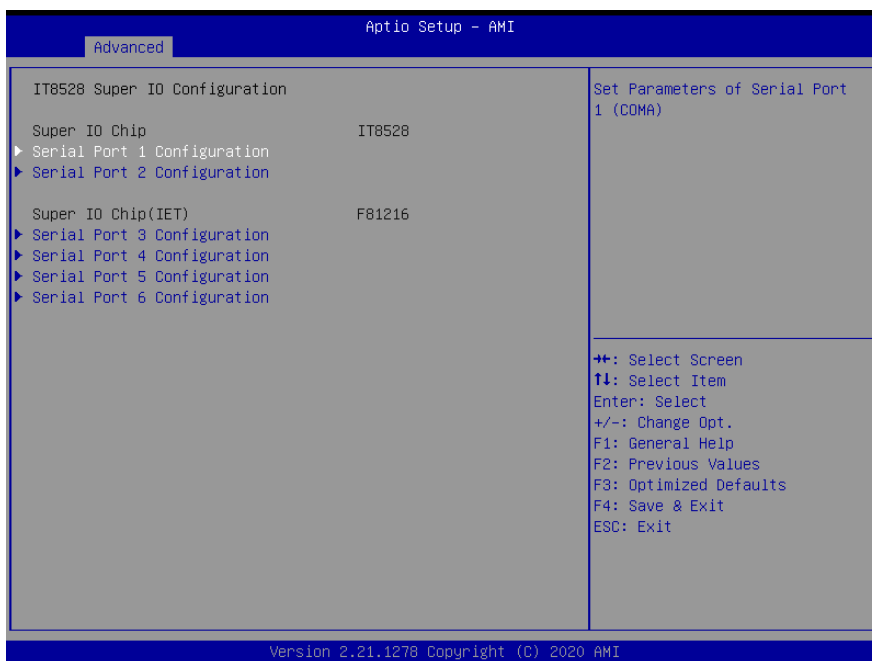 Aptio Setup – AMI
Advanced
IT8528 Super IO Configuration
Super IO Chip IT8528
Serial Port 1 Configuration
Serial Port 2 Configuration
Super IO Chip(IET) F81216
Serial Port 3 Configuration
Serial Port 4 Configuration
Serial Port 5 Configuration
Serial Port 6 Configuration
Set Parameters of Serial Port
1 (COMA)
→←: Select Screen
↑↓: Select Item
Enter: Select
+/-: Change Opt.
F1: General Help
F2: Previous Values
F3: Optimized Defaults
F4: Save & Exit
ESC: Exit
Version 2.21.1278 Copyright (C) 2020 AMI